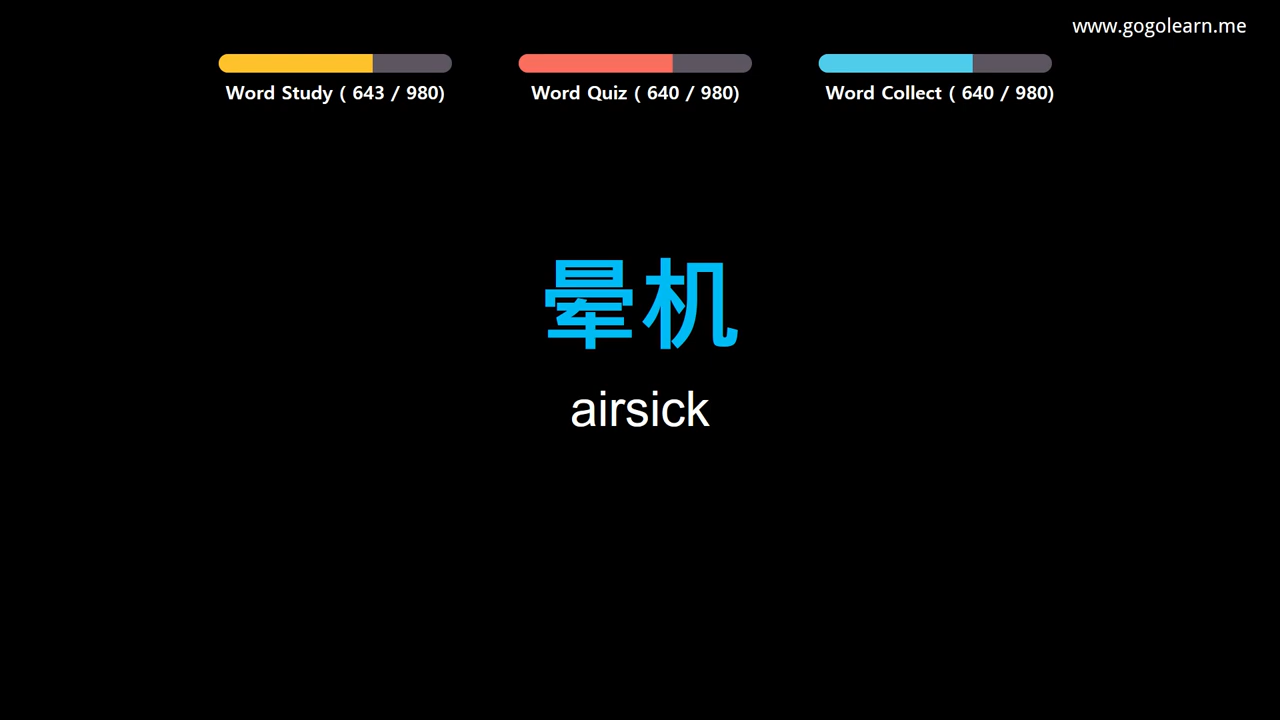 www.gogolearn.me
Word Study ( 643 / 980)
Word Quiz ( 640 / 980)
Word Collect ( 640 / 980)
晕机
airsick